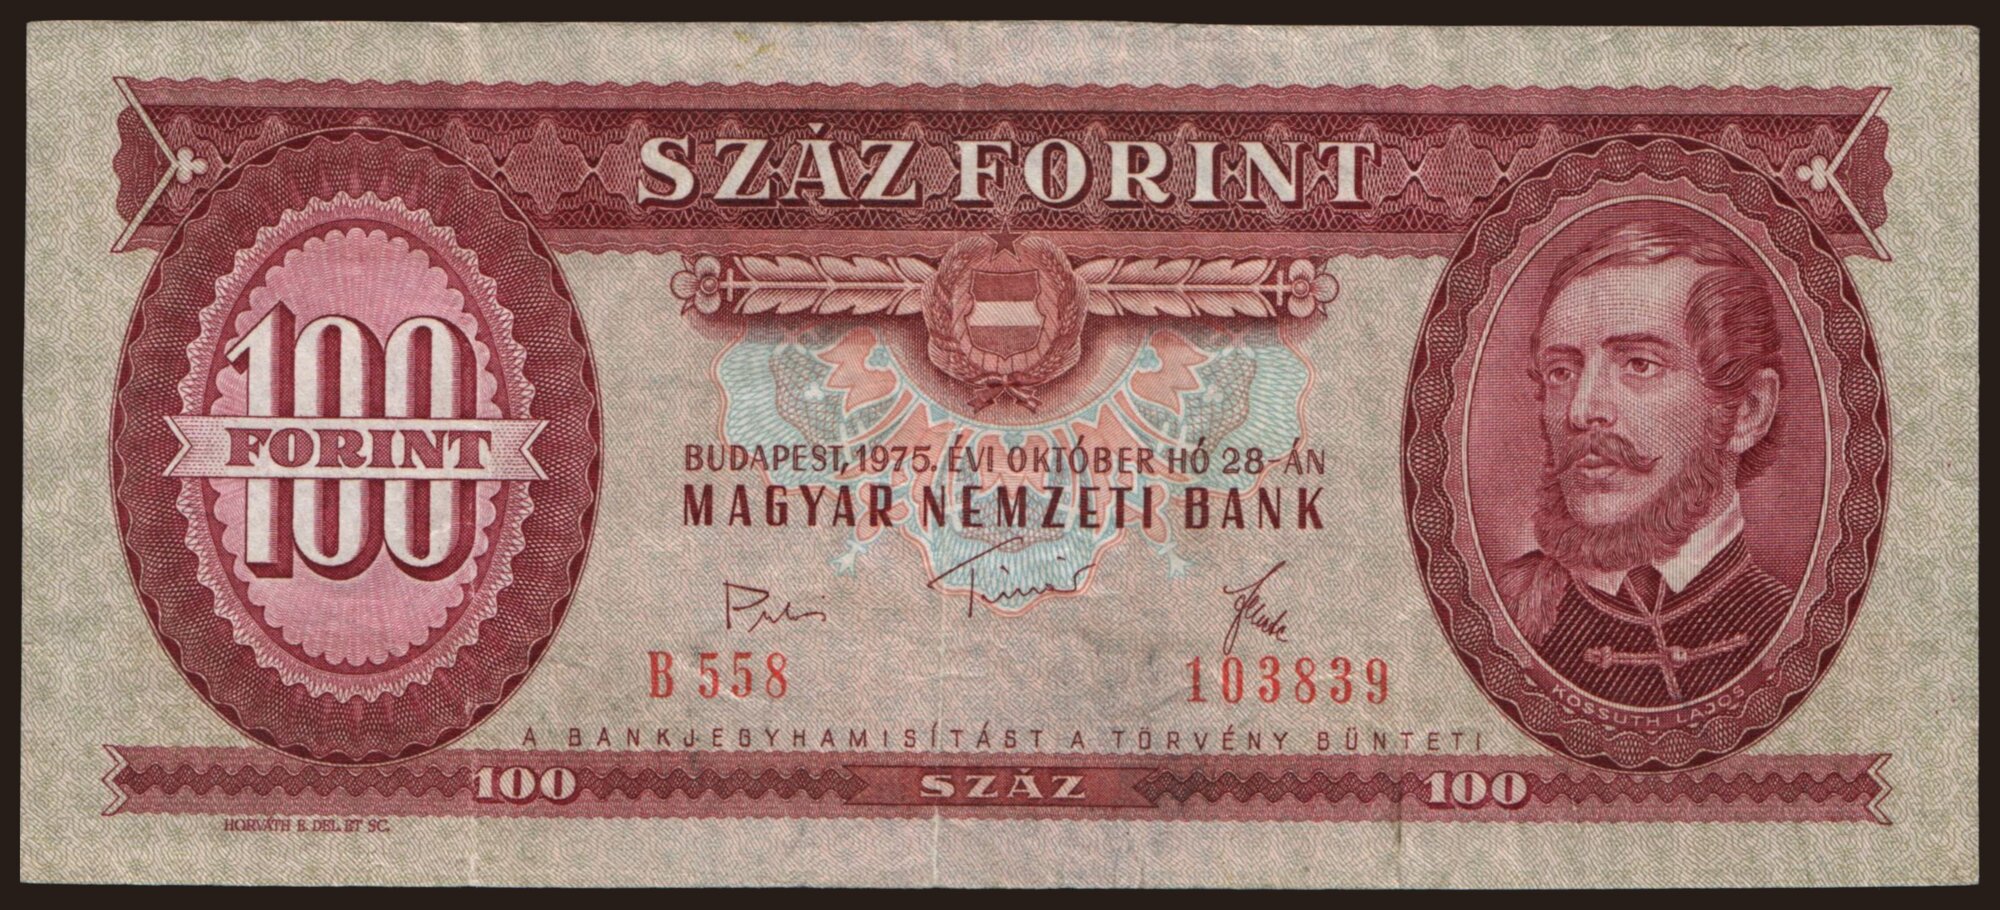 SZÁZ FORINT
100
FORINT
BUDAPEST, 1975. ÉVI OKTÓBER HÓ 28-ÁN
MAGYAR NEMZETI BANK
B 558
103839
KOSSUTH LAJOS
A BANKJEGYHAMISÍTÁST A TÖRVÉNY BÜNTETI
100 SZÁZ 100
HORVÁTH E. DEL. ET SC.